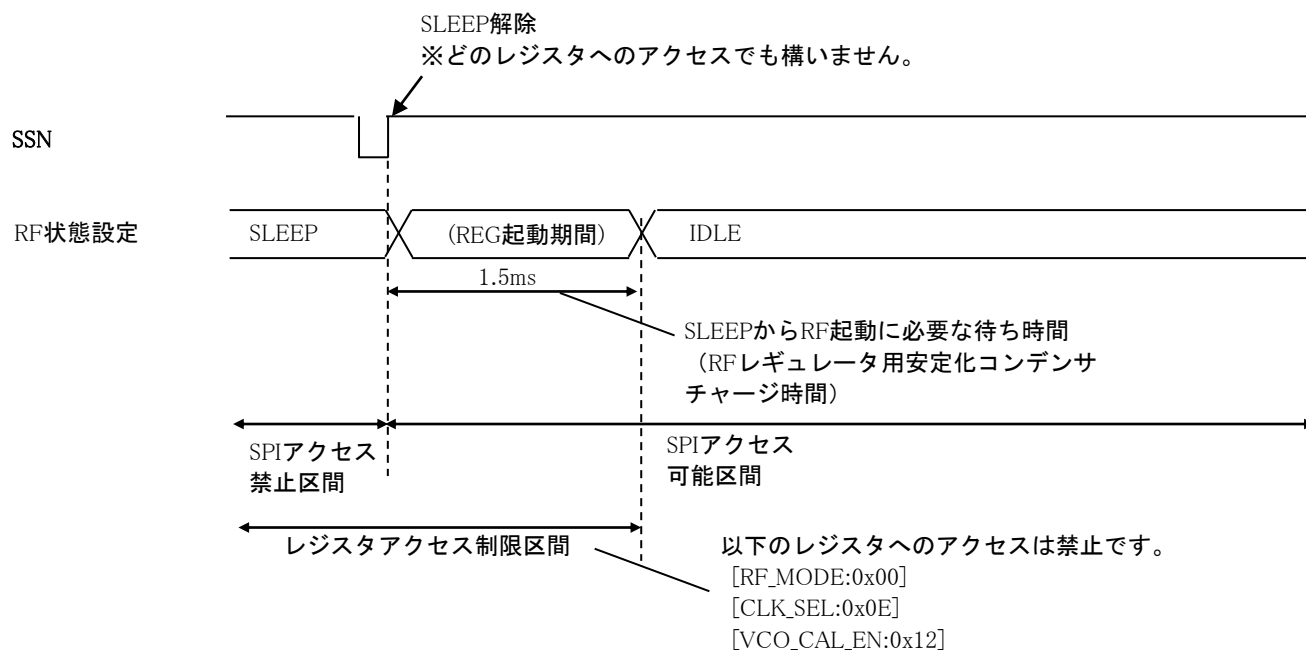 SLEEP解除
※どのレジスタへのアクセスでも構いません。
SSN
RF状態設定
SLEEP
(REG起動期間)
IDLE
1.5ms
SLEEPからRF起動に必要な待ち時間
（RFレギュレータ用安定化コンデンサ
チャージ時間）
SPIアクセス
禁止区間
SPIアクセス
可能区間
レジスタアクセス制限区間
以下のレジスタへのアクセスは禁止です。
[RF_MODE:0x00]
[CLK_SEL:0x0E]
[VCO_CAL_EN:0x12]